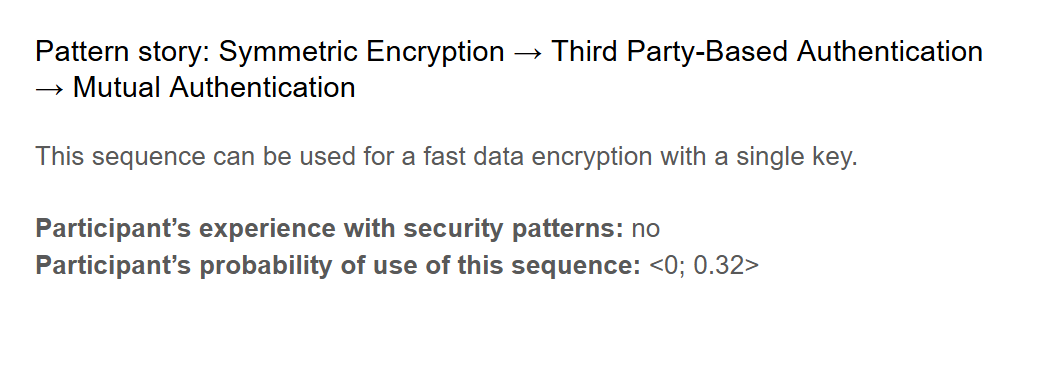 Pattern story: Symmetric Encryption → Third Party-Based Authentication
→ Mutual Authentication
This sequence can be used for a fast data encryption with a single key.
Participant’s experience with security patterns: no
Participant’s probability of use of this sequence: <0; 0.32>